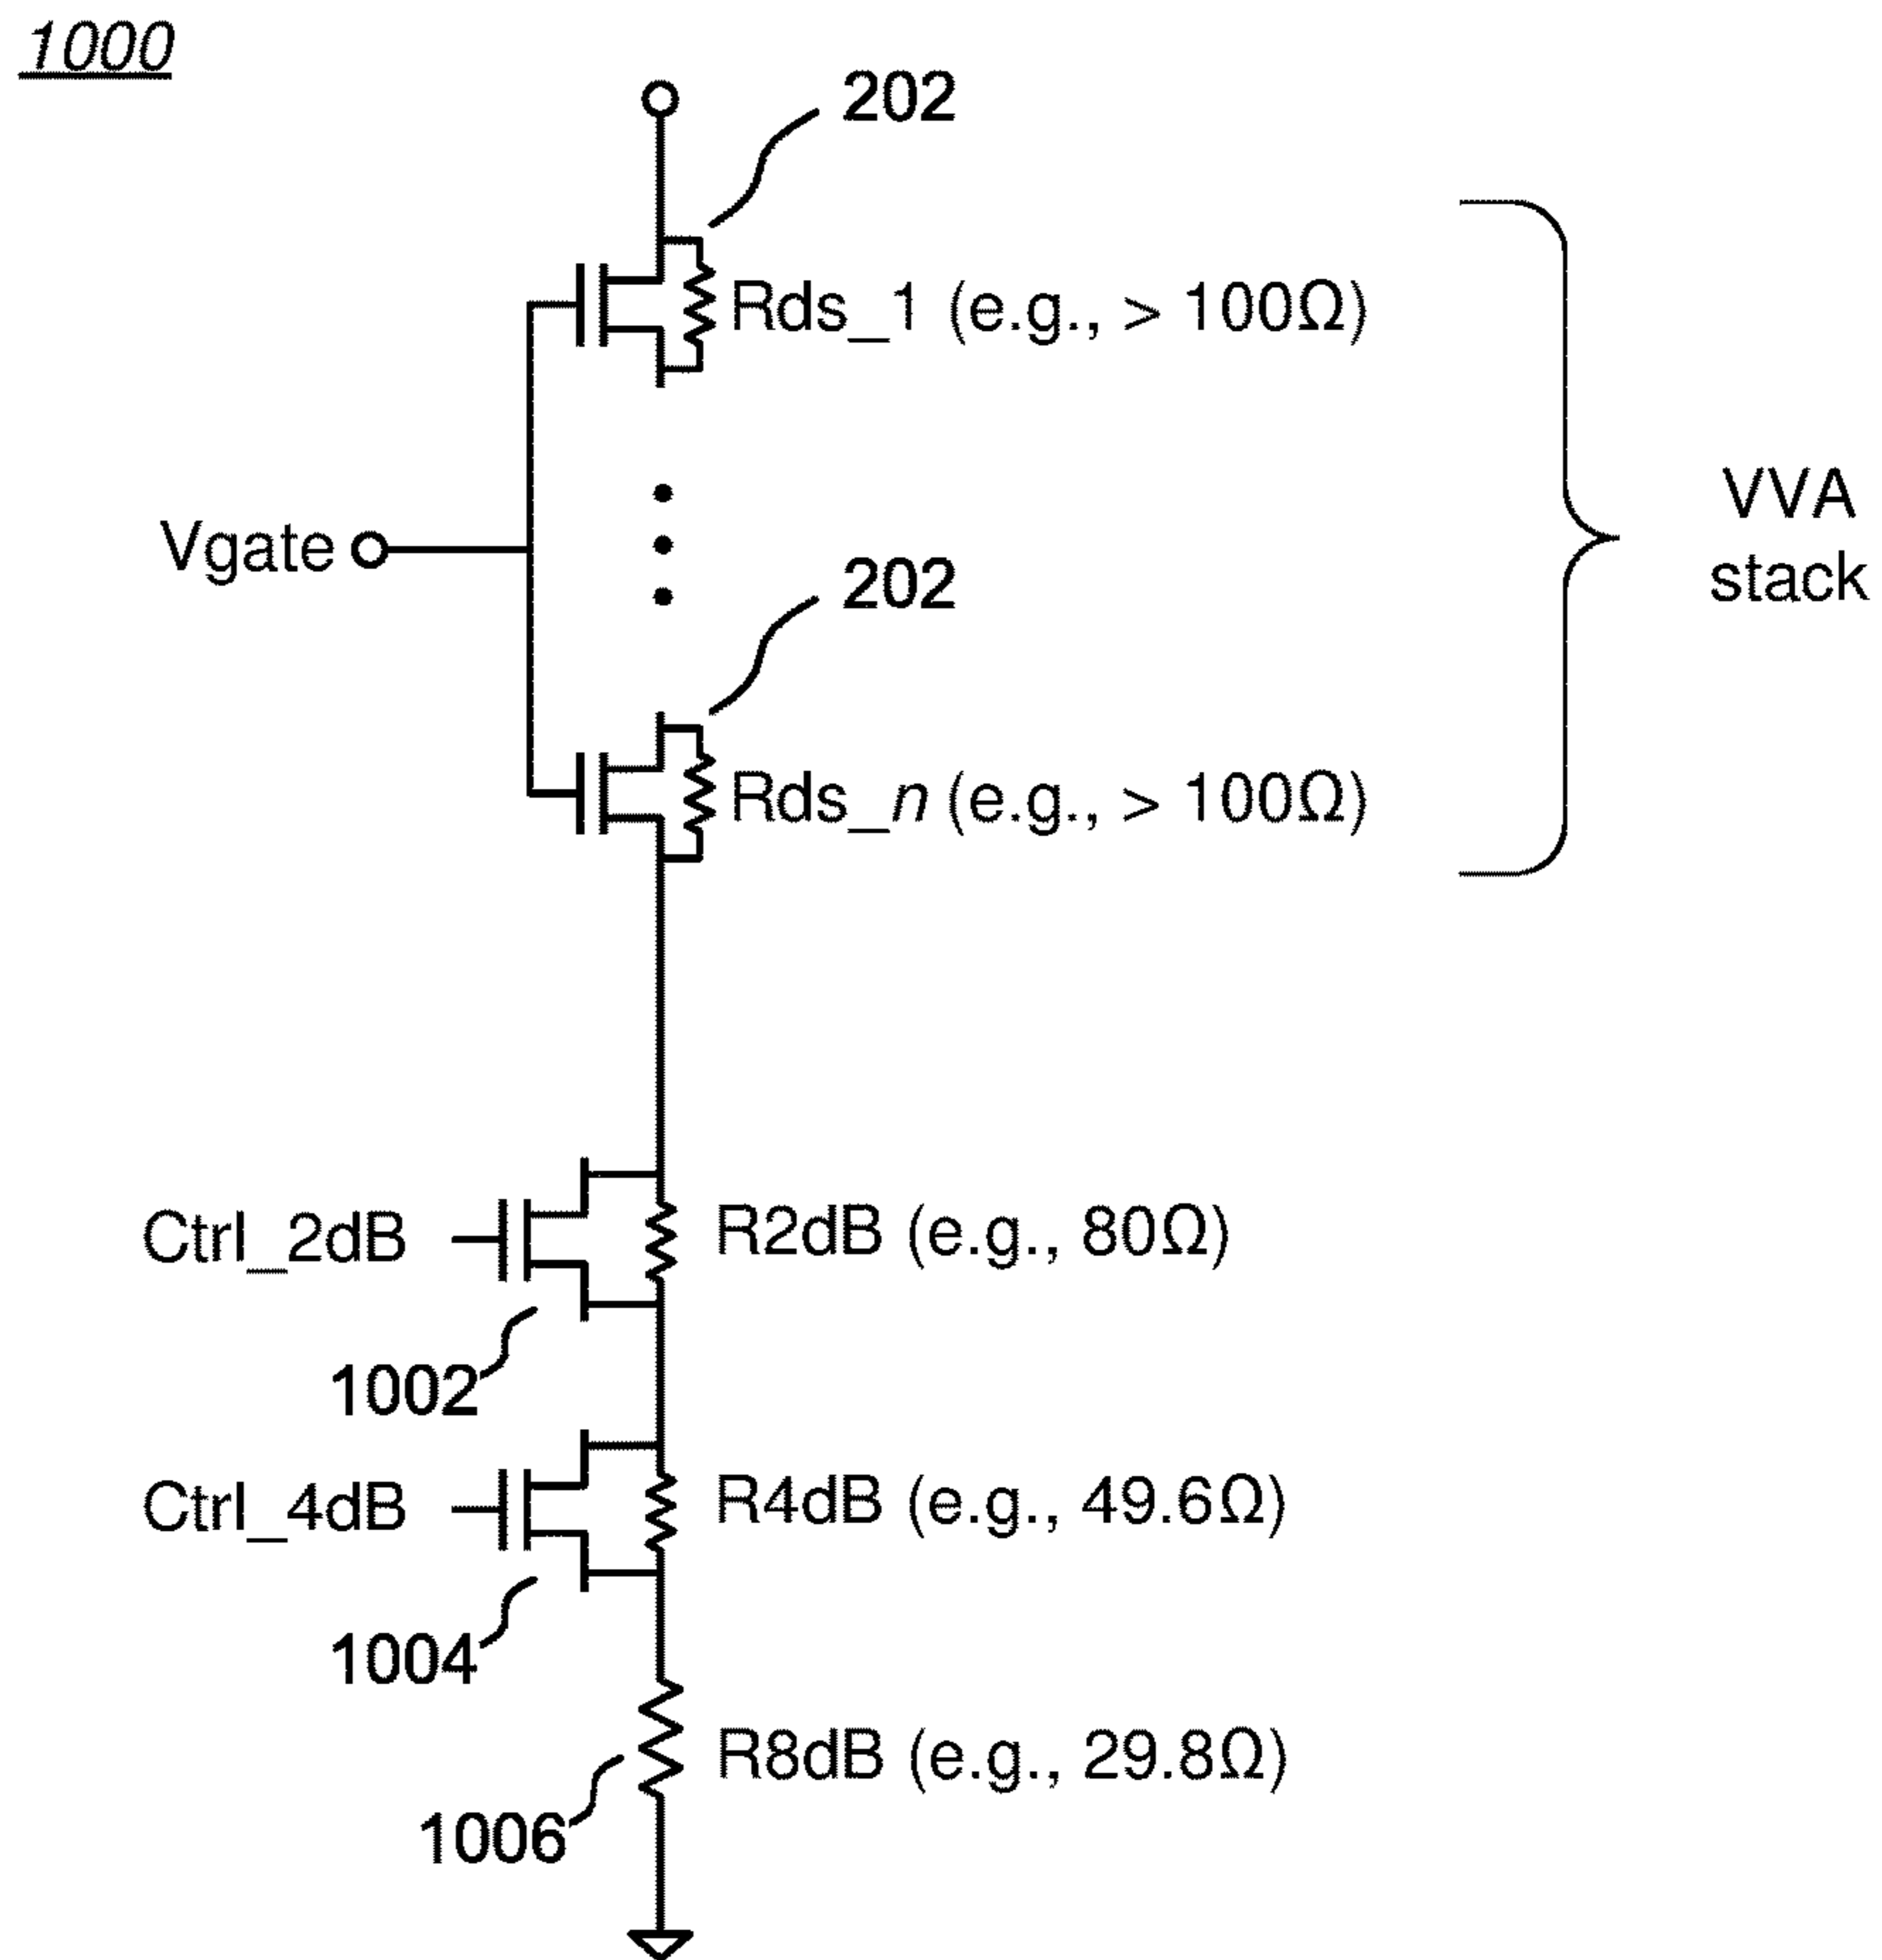 1000
202
Rds_1 (e.g., > 100Ω)
Vgate
VVA
stack
202
Rds_n (e.g., > 100Ω)
Ctrl_2dB
R2dB (e.g., 80Ω)
1002
Ctrl_4dB
R4dB (e.g., 49.6Ω)
1004
R8dB (e.g., 29.8Ω)
1006